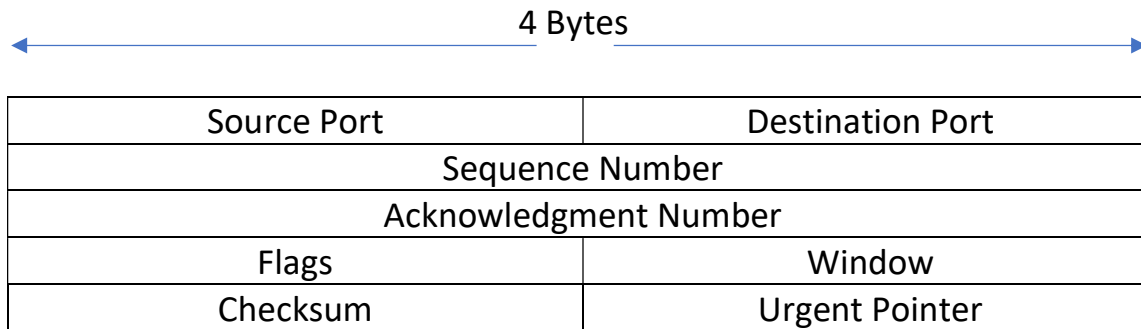 4 Bytes
Source Port Destination Port
Sequence Number
Acknowledgment Number
Flags Window
Checksum Urgent Pointer